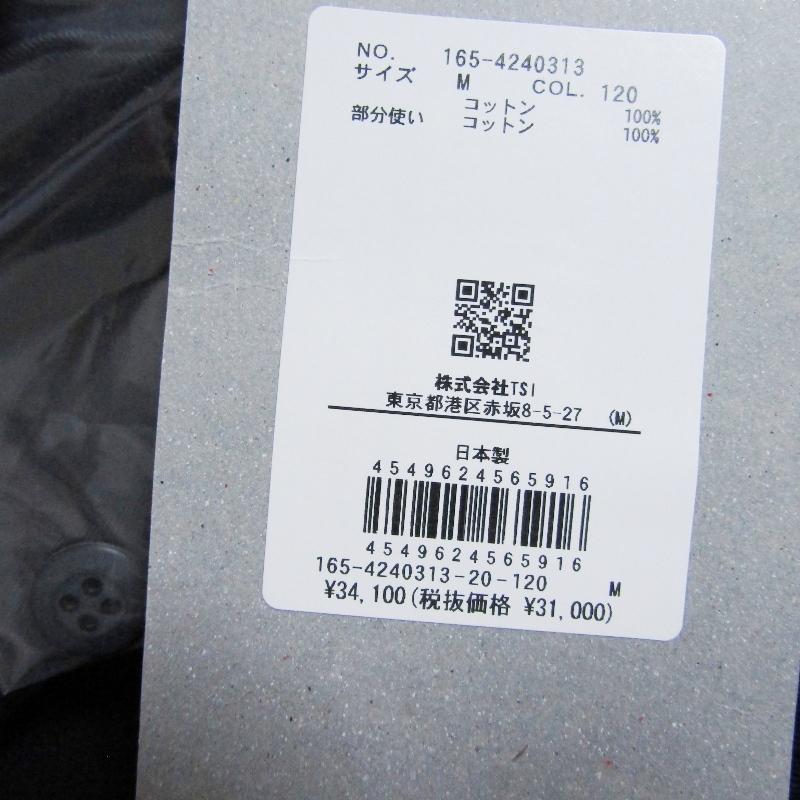 NO. 165-4240313
サイズ M COL. 120
コットン 100%
部分使い コットン 100%
株式会社TSI
東京都港区赤坂8-5-27 (M)
日本製
4549624565916
4549624565916
165-4240313-20-120 M
¥34,100(税抜価格 ¥31,000)